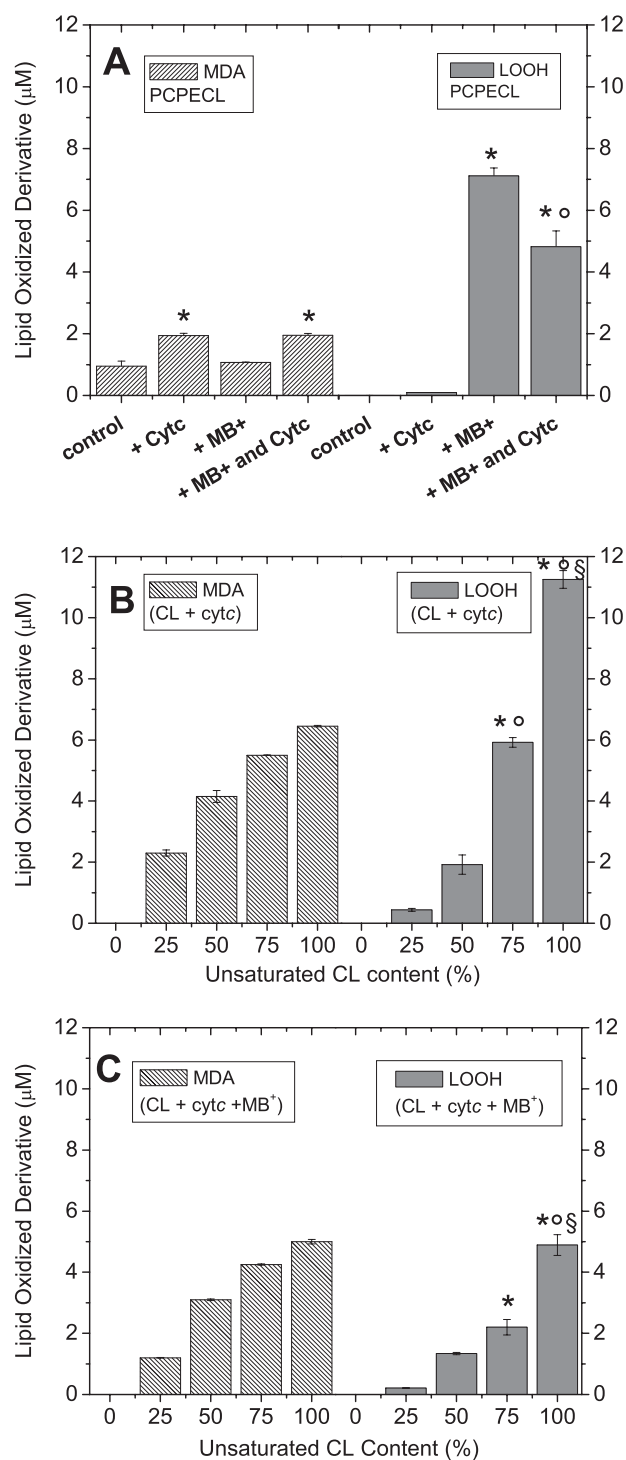 A
MDA
PCPECL
LOOH
PCPECL
Lipid Oxidized Derivative (μM)
12 12
10 10
8 8
6 6
4 4
2 2
0 0
* * * * °
control + Cytc + MB+ + MB+ and Cytc control + Cytc + MB+ + MB+ and Cytc
B
MDA
(CL + cytc)
LOOH
(CL + cytc)
Lipid Oxidized Derivative (μM)
12 12
10 10
8 8
6 6
4 4
2 2
0 0
* ° * ° §
0 25 50 75 100 0 25 50 75 100
Unsaturated CL content (%)
C
MDA
(CL + cytc +MB⁺)
LOOH
(CL + cytc + MB⁺)
Lipid Oxidized Derivative (μM)
12 12
10 10
8 8
6 6
4 4
2 2
0 0
* *°§
0 25 50 75 100 0 25 50 75 100
Unsaturated CL Content (%)